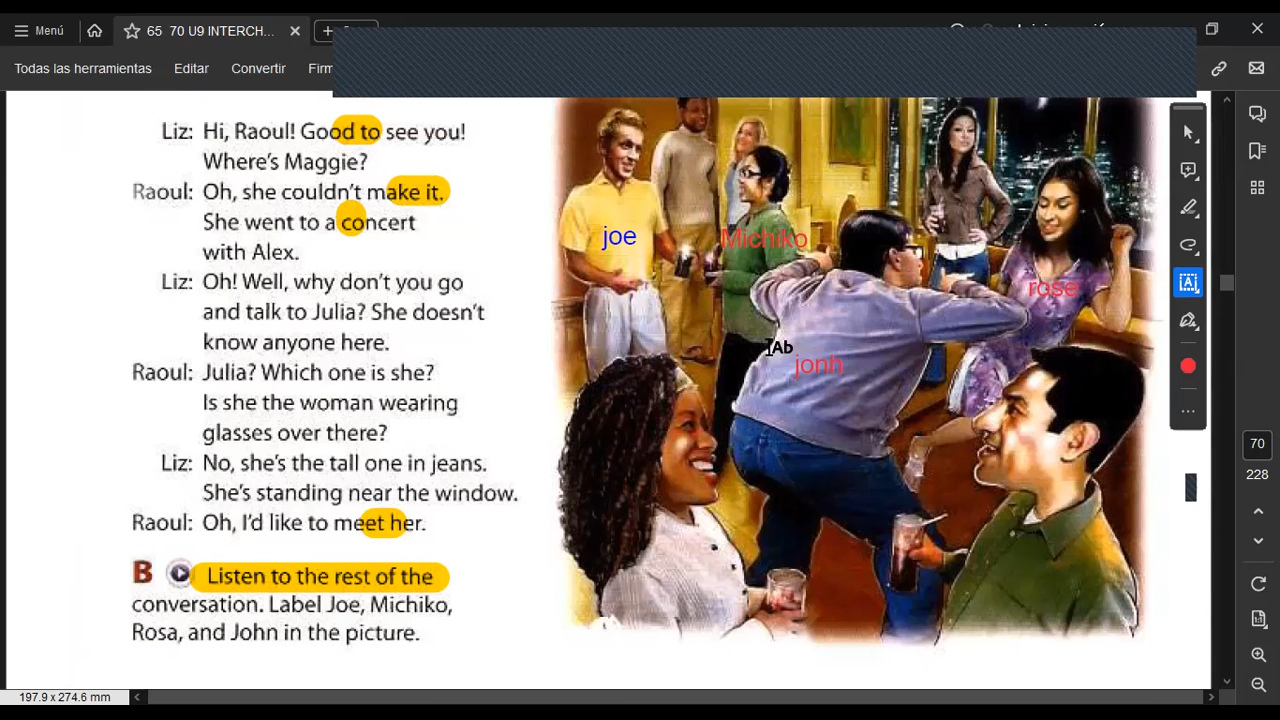 Menú
65 70 U9 INTERCH...
Todas las herramientas
Editar
Convertir
Firm
Liz: Hi, Raoul! Good to see you!
Where's Maggie?
Raoul: Oh, she couldn't make it.
She went to a concert
with Alex.
Liz: Oh! Well, why don't you go
and talk to Julia? She doesn't
know anyone here.
Raoul: Julia? Which one is she?
Is she the woman wearing
glasses over there?
Liz: No, she's the tall one in jeans.
She's standing near the window.
Raoul: Oh, I'd like to meet her.
B Listen to the rest of the
conversation. Label Joe, Michiko,
Rosa, and John in the picture.
joe
Michiko
rose
Ab
jonh
A
70
228
197.9 x 274.6 mm